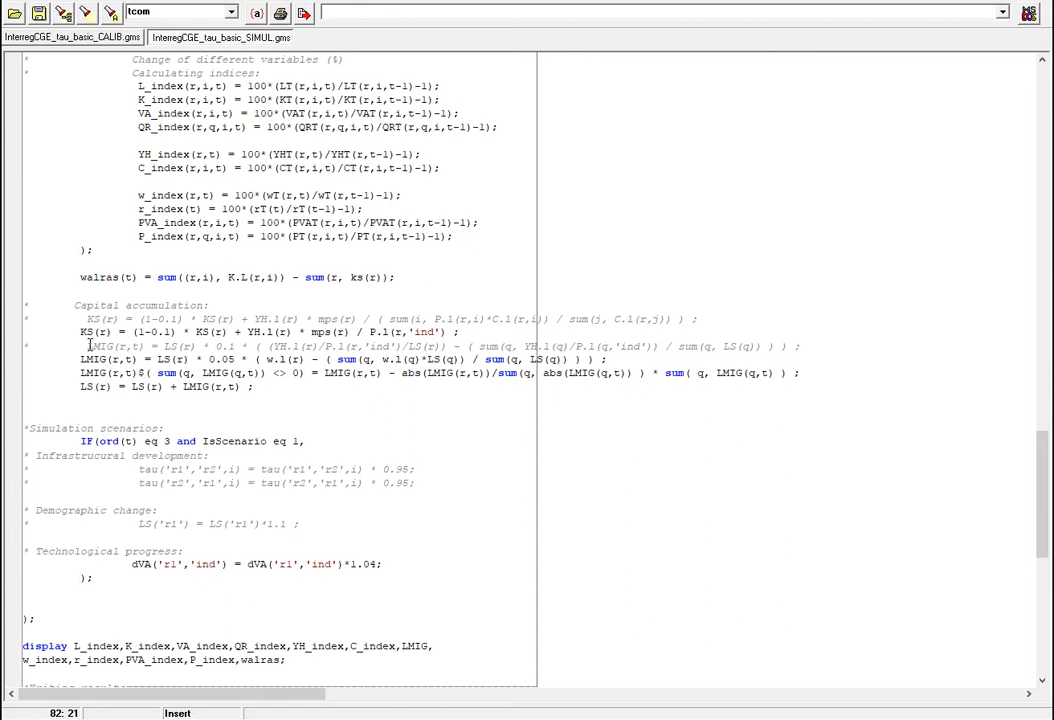 tcom
{a}
InterregCGE_tau_basic_CALIB.gms InterregCGE_tau_basic_SIMUL.gms
* Change of different variables (%)
* Calculating indices:
L_index(r,i,t) = 100*(LT(r,i,t)/LT(r,i,t-1)-1);
K_index(r,i,t) = 100*(KT(r,i,t)/KT(r,i,t-1)-1);
VA_index(r,i,t) = 100*(VAT(r,i,t)/VAT(r,i,t-1)-1);
QR_index(r,q,i,t) = 100*(QRT(r,q,i,t)/QRT(r,q,i,t-1)-1);
YH_index(r,t) = 100*(YHT(r,t)/YHT(r,t-1)-1);
C_index(r,i,t) = 100*(CT(r,i,t)/CT(r,i,t-1)-1);
w_index(r,t) = 100*(wT(r,t)/wT(r,t-1)-1);
r_index(t) = 100*(rT(t)/rT(t-1)-1);
PVA_index(r,i,t) = 100*(PVAT(r,i,t)/PVAT(r,i,t-1)-1);
P_index(r,q,i,t) = 100*(PT(r,i,t)/PT(r,i,t-1)-1);
);
walras(t) = sum((r,i), K.L(r,i)) - sum(r, ks(r));
* Capital accumulation:
* KS(r) = (1-0.1) * KS(r) + YH.l(r) * mps(r) / ( sum(i, P.l(r,i)*C.l(r,i)) / sum(j, C.l(r,j)) ) ;
KS(r) = (1-0.1) * KS(r) + YH.l(r) * mps(r) / P.l(r,'ind') ;
* LMIG(r,t) = LS(r) * 0.1 * ( (YH.l(r)/P.l(r,'ind')/LS(r)) - ( sum(q, YH.l(q)/P.l(q,'ind')) / sum(q, LS(q)) ) ) ;
LMIG(r,t) = LS(r) * 0.05 * ( w.l(r) - ( sum(q, w.l(q)*LS(q)) / sum(q, LS(q)) ) ) ;
LMIG(r,t)$( sum(q, LMIG(q,t)) <> 0) = LMIG(r,t) - abs(LMIG(r,t))/sum(q, abs(LMIG(q,t)) ) * sum( q, LMIG(q,t) ) ;
LS(r) = LS(r) + LMIG(r,t) ;
*Simulation scenarios:
IF(ord(t) eq 3 and IsScenario eq 1,
* Infrastrucural development:
* tau('r1','r2',i) = tau('r1','r2',i) * 0.95;
* tau('r2','r1',i) = tau('r2','r1',i) * 0.95;
* Demographic change:
* LS('r1') = LS('r1')*1.1 ;
* Technological progress:
dVA('r1','ind') = dVA('r1','ind')*1.04;
);
);
display L_index,K_index,VA_index,QR_index,YH_index,C_index,LMIG,
w_index,r_index,PVA_index,P_index,walras;
82: 21 Insert